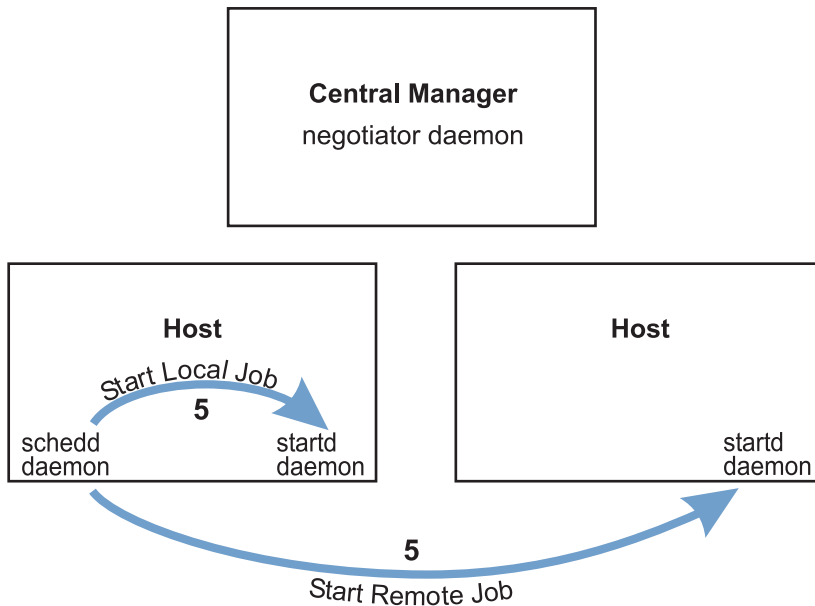 Central Manager
negotiator daemon
Host
Start Local Job
5
schedd
daemon
startd
daemon
Host
startd
daemon
5
Start Remote Job